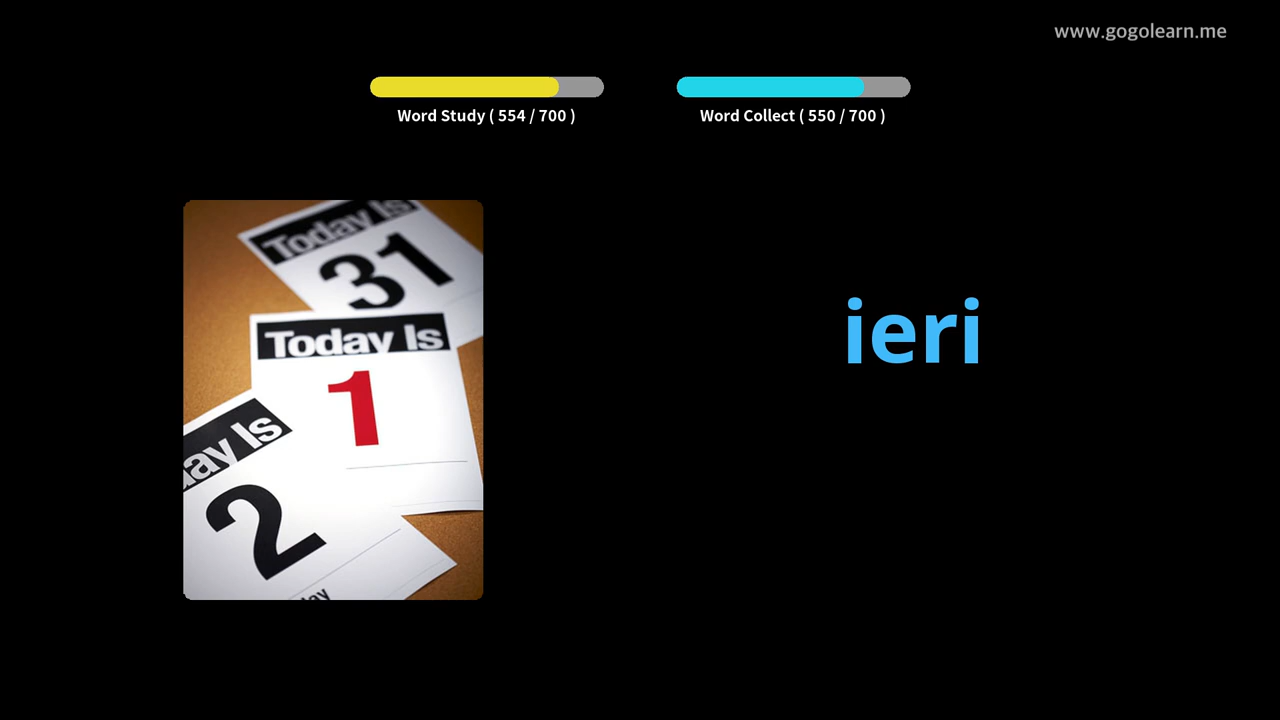 www.gogolearn.me
Word Study ( 554 / 700 )
Word Collect ( 550 / 700 )
Today Is
31
Today Is
1
ay Is
2
ay
ieri